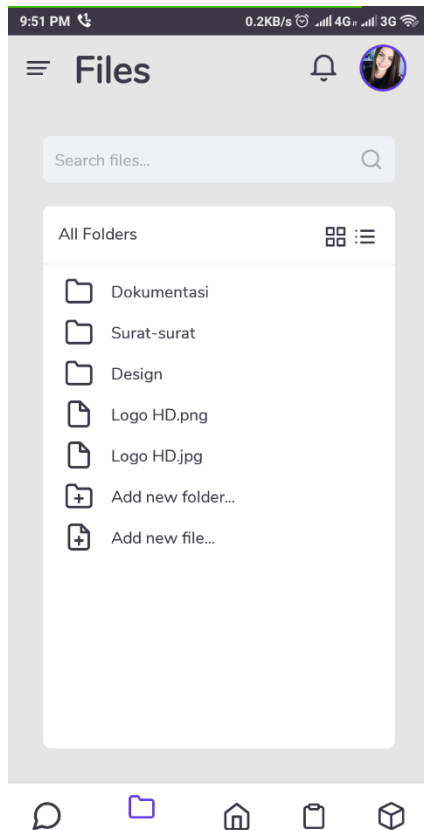 9:51 PM 0.2KB/s 4G 3G
Files
Search files...
All Folders
Dokumentasi
Surat-surat
Design
Logo HD.png
Logo HD.jpg
Add new folder...
Add new file...